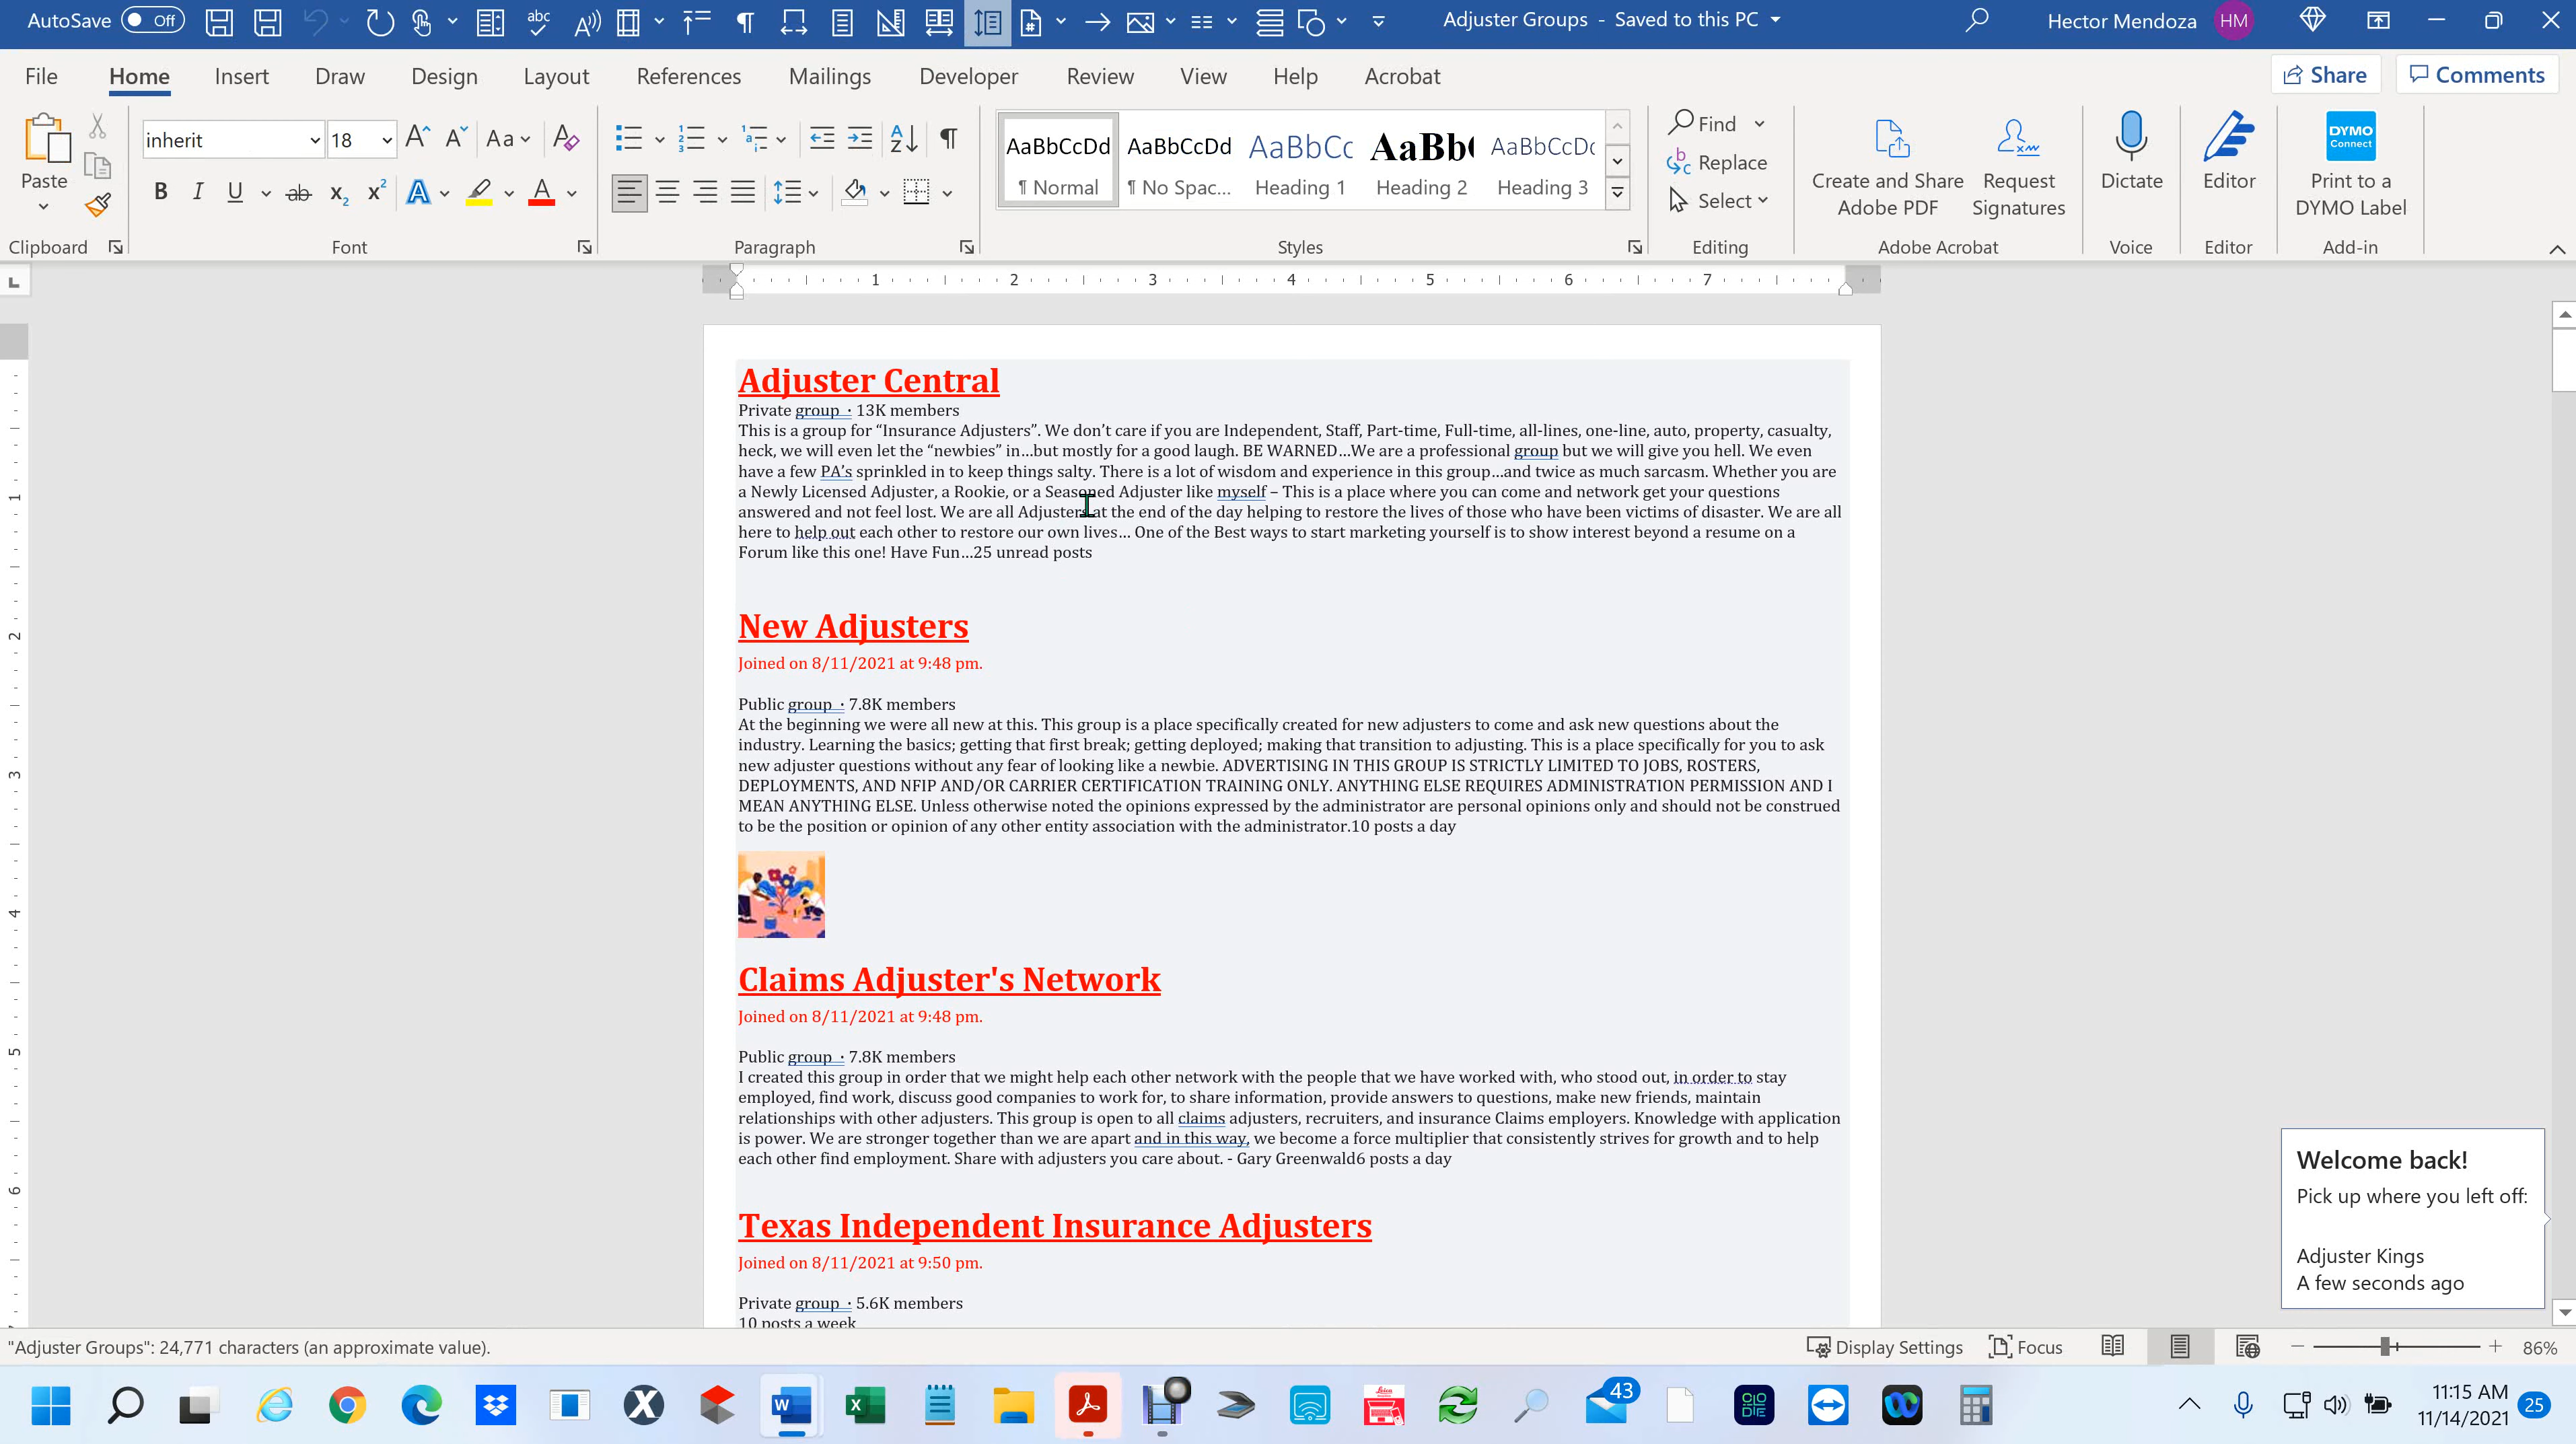 AutoSave Off
Adjuster Groups - Saved to this PC
Hector Mendoza HM
File Home Insert Draw Design Layout References Mailings Developer Review View Help Acrobat
Share Comments
Paste
Clipboard
inherit 18
Font
Paragraph
AaBbCcDd AaBbCcDd AaBbCc AaBb AaBbCcD
¶ Normal ¶ No Spac... Heading 1 Heading 2 Heading 3
Styles
Find
Replace
Select
Editing
Create and Share Adobe PDF
Request Signatures
Adobe Acrobat
Dictate
Voice
Editor
Editor
DYMO Connect
Print to a DYMO Label
Add-in
1 2 3 4 5 6 7
Adjuster Central
Private group · 13K members
This is a group for “Insurance Adjusters”. We don’t care if you are Independent, Staff, Part-time, Full-time, all-lines, one-line, auto, property, casualty,
heck, we will even let the “newbies” in…but mostly for a good laugh. BE WARNED…We are a professional group but we will give you hell. We even
have a few PA’s sprinkled in to keep things salty. There is a lot of wisdom and experience in this group…and twice as much sarcasm. Whether you are
a Newly Licensed Adjuster, a Rookie, or a Seasoned Adjuster like myself – This is a place where you can come and network get your questions
answered and not feel lost. We are all Adjusters at the end of the day helping to restore the lives of those who have been victims of disaster. We are all
here to help out each other to restore our own lives… One of the Best ways to start marketing yourself is to show interest beyond a resume on a
Forum like this one! Have Fun…25 unread posts
New Adjusters
Joined on 8/11/2021 at 9:48 pm.
Public group · 7.8K members
At the beginning we were all new at this. This group is a place specifically created for new adjusters to come and ask new questions about the
industry. Learning the basics; getting that first break; getting deployed; making that transition to adjusting. This is a place specifically for you to ask
new adjuster questions without any fear of looking like a newbie. ADVERTISING IN THIS GROUP IS STRICTLY LIMITED TO JOBS, ROSTERS,
DEPLOYMENTS, AND NFIP AND/OR CARRIER CERTIFICATION TRAINING ONLY. ANYTHING ELSE REQUIRES ADMINISTRATION PERMISSION AND I
MEAN ANYTHING ELSE. Unless otherwise noted the opinions expressed by the administrator are personal opinions only and should not be construed
to be the position or opinion of any other entity association with the administrator.10 posts a day
Claims Adjuster's Network
Joined on 8/11/2021 at 9:48 pm.
Public group · 7.8K members
I created this group in order that we might help each other network with the people that we have worked with, who stood out, in order to stay
employed, find work, discuss good companies to work for, to share information, provide answers to questions, make new friends, maintain
relationships with other adjusters. This group is open to all claims adjusters, recruiters, and insurance Claims employers. Knowledge with application
is power. We are stronger together than we are apart and in this way, we become a force multiplier that consistently strives for growth and to help
each other find employment. Share with adjusters you care about. - Gary Greenwald6 posts a day
Texas Independent Insurance Adjusters
Joined on 8/11/2021 at 9:50 pm.
Private group · 5.6K members
10 posts a week
Welcome back!
Pick up where you left off:
Adjuster Kings
A few seconds ago
"Adjuster Groups": 24,771 characters (an approximate value).
Display Settings Focus 86%
43
11:15 AM
11/14/2021
25